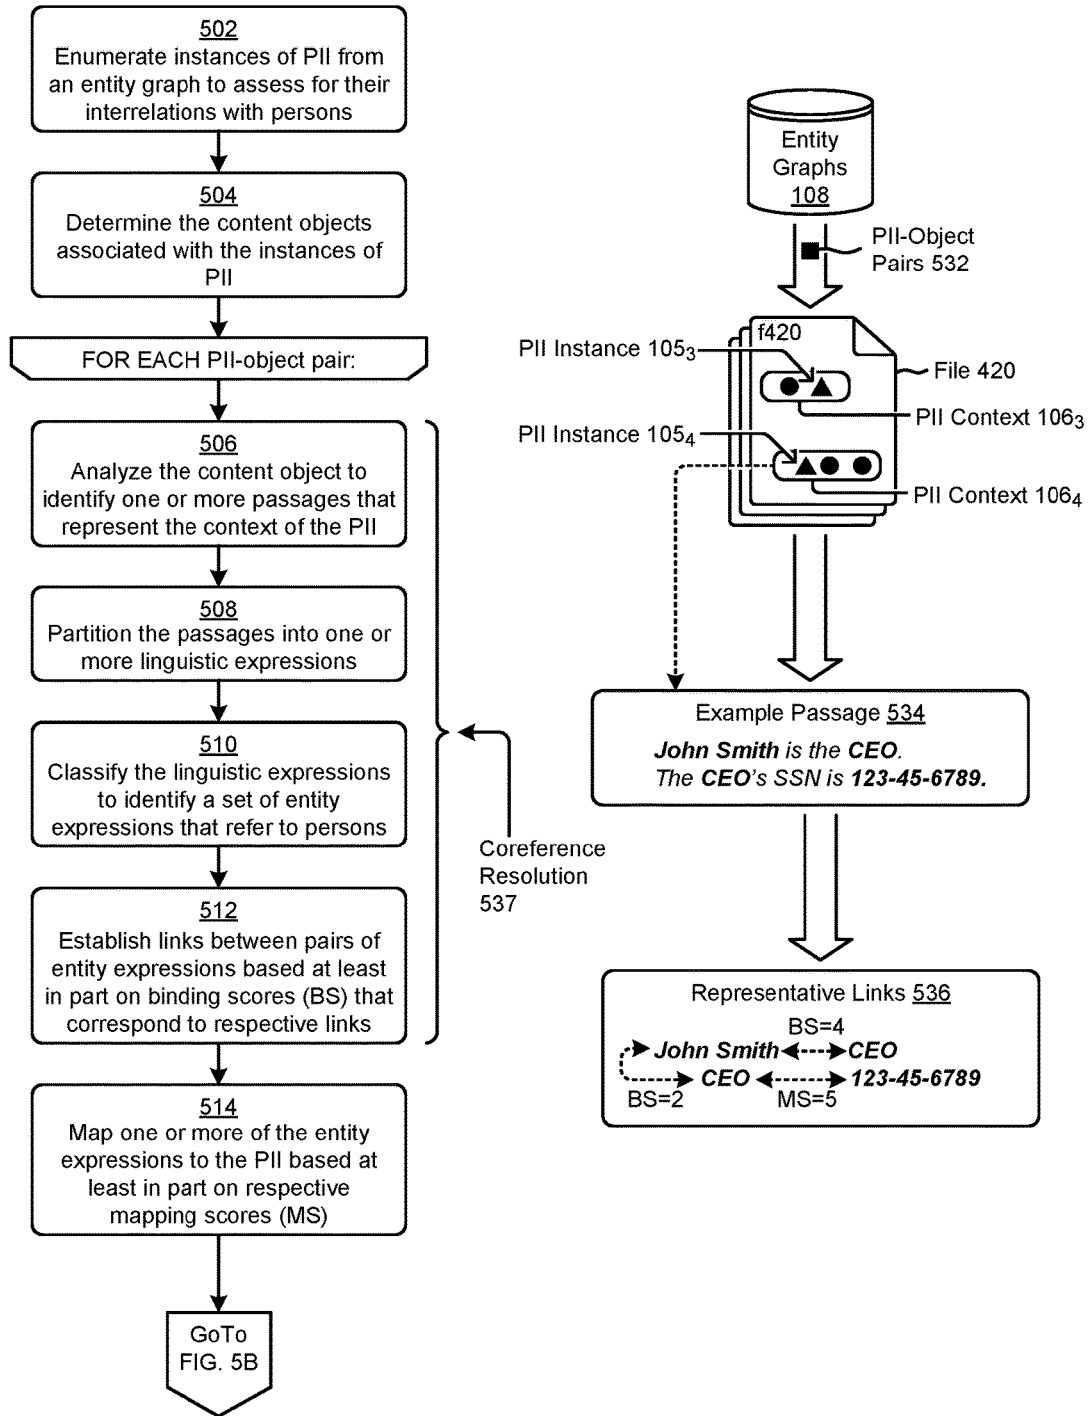 502
Enumerate instances of PII from
an entity graph to assess for their
interrelations with persons
504
Determine the content objects
associated with the instances of
PII
FOR EACH PII-object pair:
506
Analyze the content object to
identify one or more passages that
represent the context of the PII
508
Partition the passages into one or
more linguistic expressions
510
Classify the linguistic expressions
to identify a set of entity
expressions that refer to persons
512
Establish links between pairs of
entity expressions based at least
in part on binding scores (BS) that
correspond to respective links
514
Map one or more of the entity
expressions to the PII based at
least in part on respective
mapping scores (MS)
GoTo
FIG. 5B
Coreference
Resolution
537
Entity
Graphs
108
PII-Object
Pairs 532
f420
PII Instance 105₃
File 420
PII Context 106₃
PII Instance 105₄
PII Context 106₄
Example Passage 534
John Smith is the CEO.
The CEO's SSN is 123-45-6789.
Representative Links 536
BS=4
John Smith CEO
CEO 123-45-6789
BS=2 MS=5